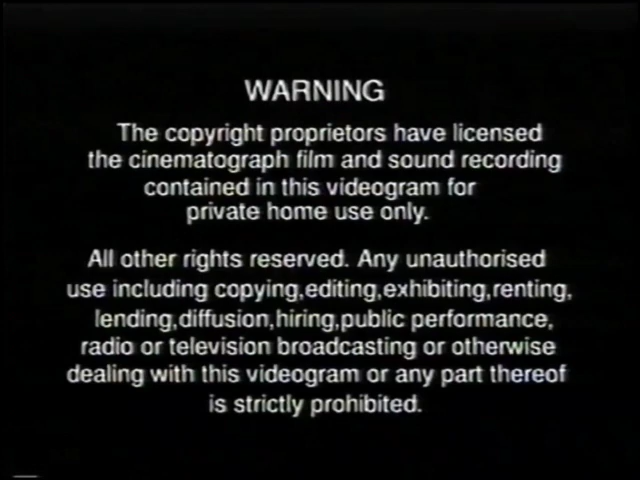 WARNING
The copyright proprietors have licensed
the cinematograph film and sound recording
contained in this videogram for
private home use only.
All other rights reserved. Any unauthorised
use including copying,editing,exhibiting,renting,
lending,diffusion,hiring,public performance,
radio or television broadcasting or otherwise
dealing with this videogram or any part thereof
is strictly prohibited.